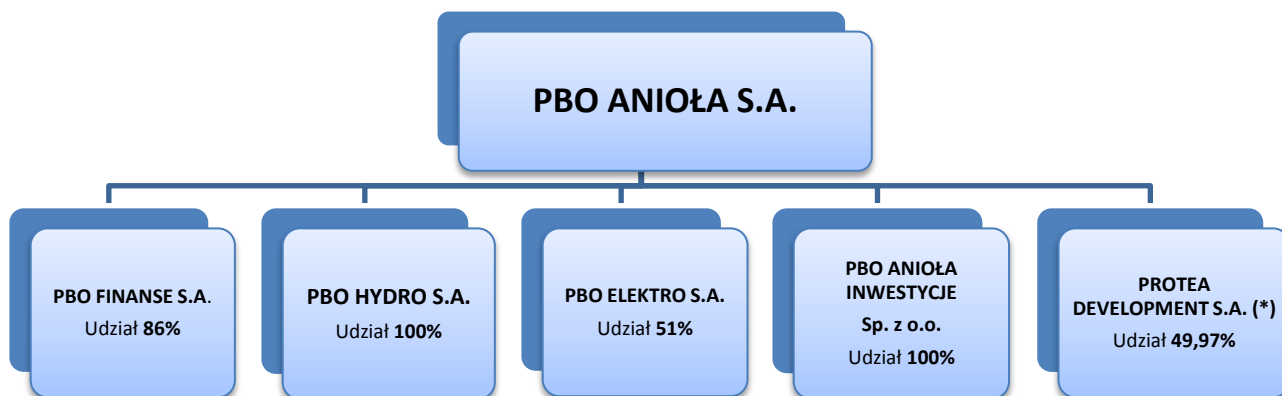 PBO ANIOŁA S.A.
PBO FINANSE S.A.
Udział 86%
PBO HYDRO S.A.
Udział 100%
PBO ELEKTRO S.A.
Udział 51%
PBO ANIOŁA
INWESTYCJE
Sp. z o.o.
Udział 100%
PROTEA
DEVELOPMENT S.A. (*)
Udział 49,97%